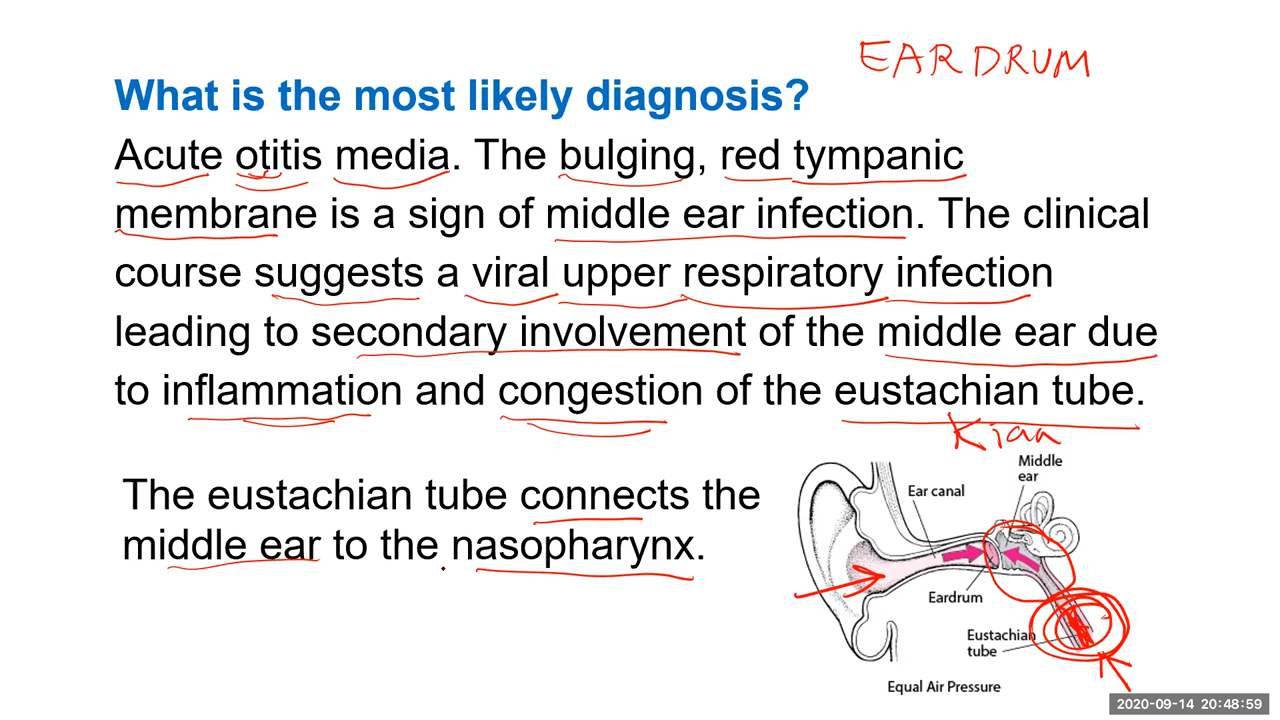 EARDRUM
What is the most likely diagnosis?
Acute otitis media. The bulging, red tympanic
membrane is a sign of middle ear infection. The clinical
course suggests a viral upper respiratory infection
leading to secondary involvement of the middle ear due
to inflammation and congestion of the eustachian tube.
The eustachian tube connects the
middle ear to the nasopharynx.
Middle
ear
Ear canal
Eardrum
Eustachian
tube
Equal Air Pressure
2020-09-14 20:48:59